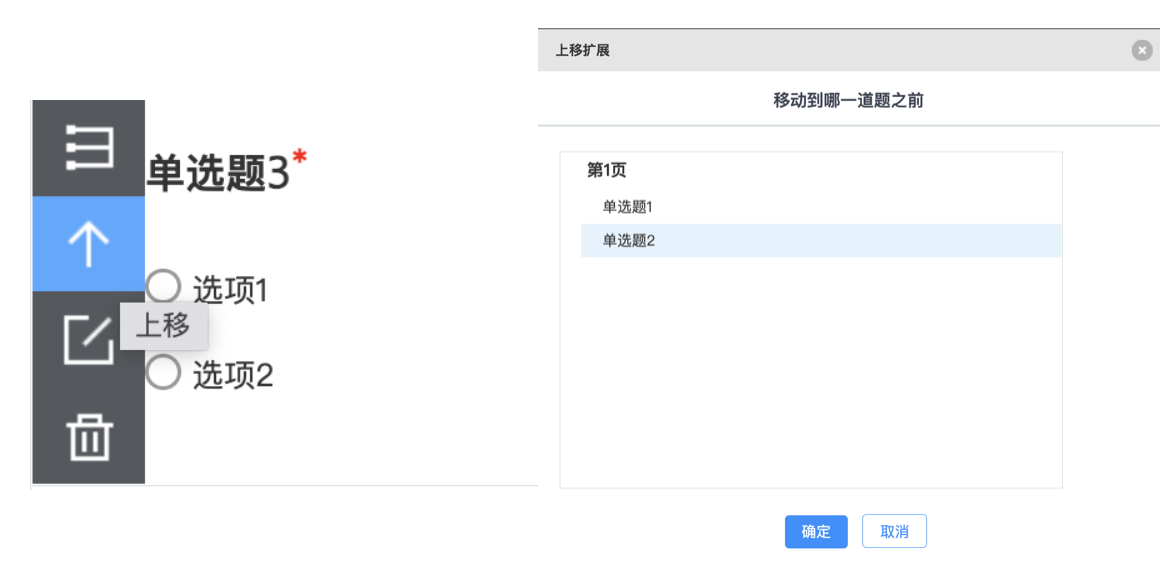 单选题3*
选项1
上移
选项2
上移扩展
移动到哪一道题之前
第1页
单选题1
单选题2
确定
取消